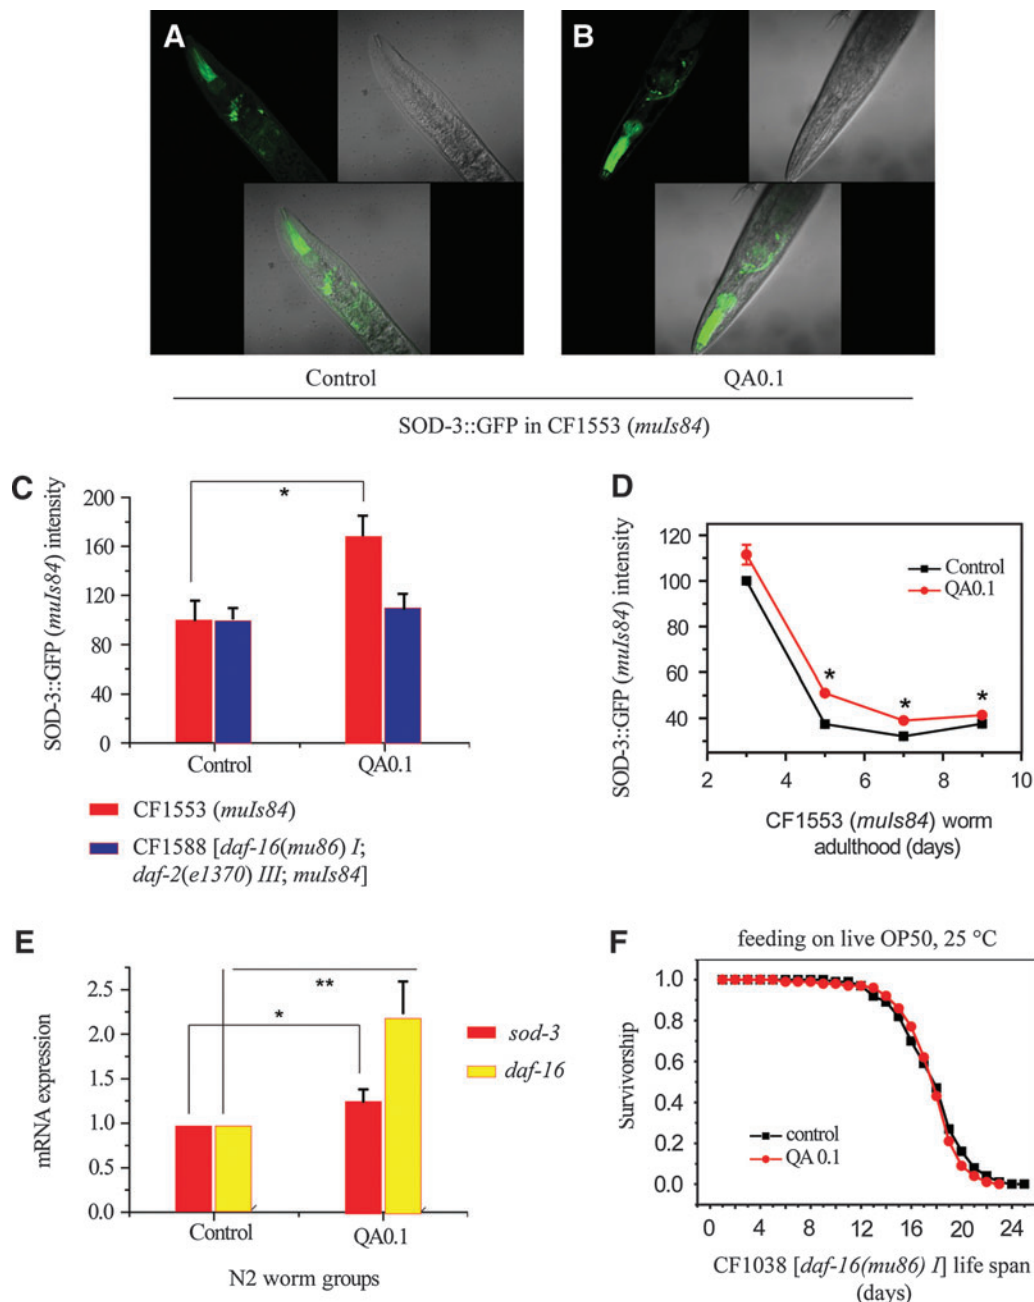 A
B
Control
QA0.1
SOD-3::GFP in CF1553 (muIs84)
C
SOD-3::GFP (muIs84) intensity
200
160
120
80
40
0
*
Control
QA0.1
CF1553 (muIs84)
CF1588 [daf-16(mu86) I;
daf-2(e1370) III; muIs84]
D
SOD-3::GFP (muIs84) intensity
120
100
80
60
40
Control
QA0.1
*
*
*
2
4
6
8
10
CF1553 (muIs84) worm
adulthood (days)
E
mRNA expression
2.5
2.0
1.5
1.0
0.5
0.0
**
*
sod-3
daf-16
Control
QA0.1
N2 worm groups
F
feeding on live OP50, 25 °C
Survivorship
1.0
0.8
0.6
0.4
0.2
0.0
control
QA 0.1
0
4
8
12
16
20
24
CF1038 [daf-16(mu86) I] life span
(days)